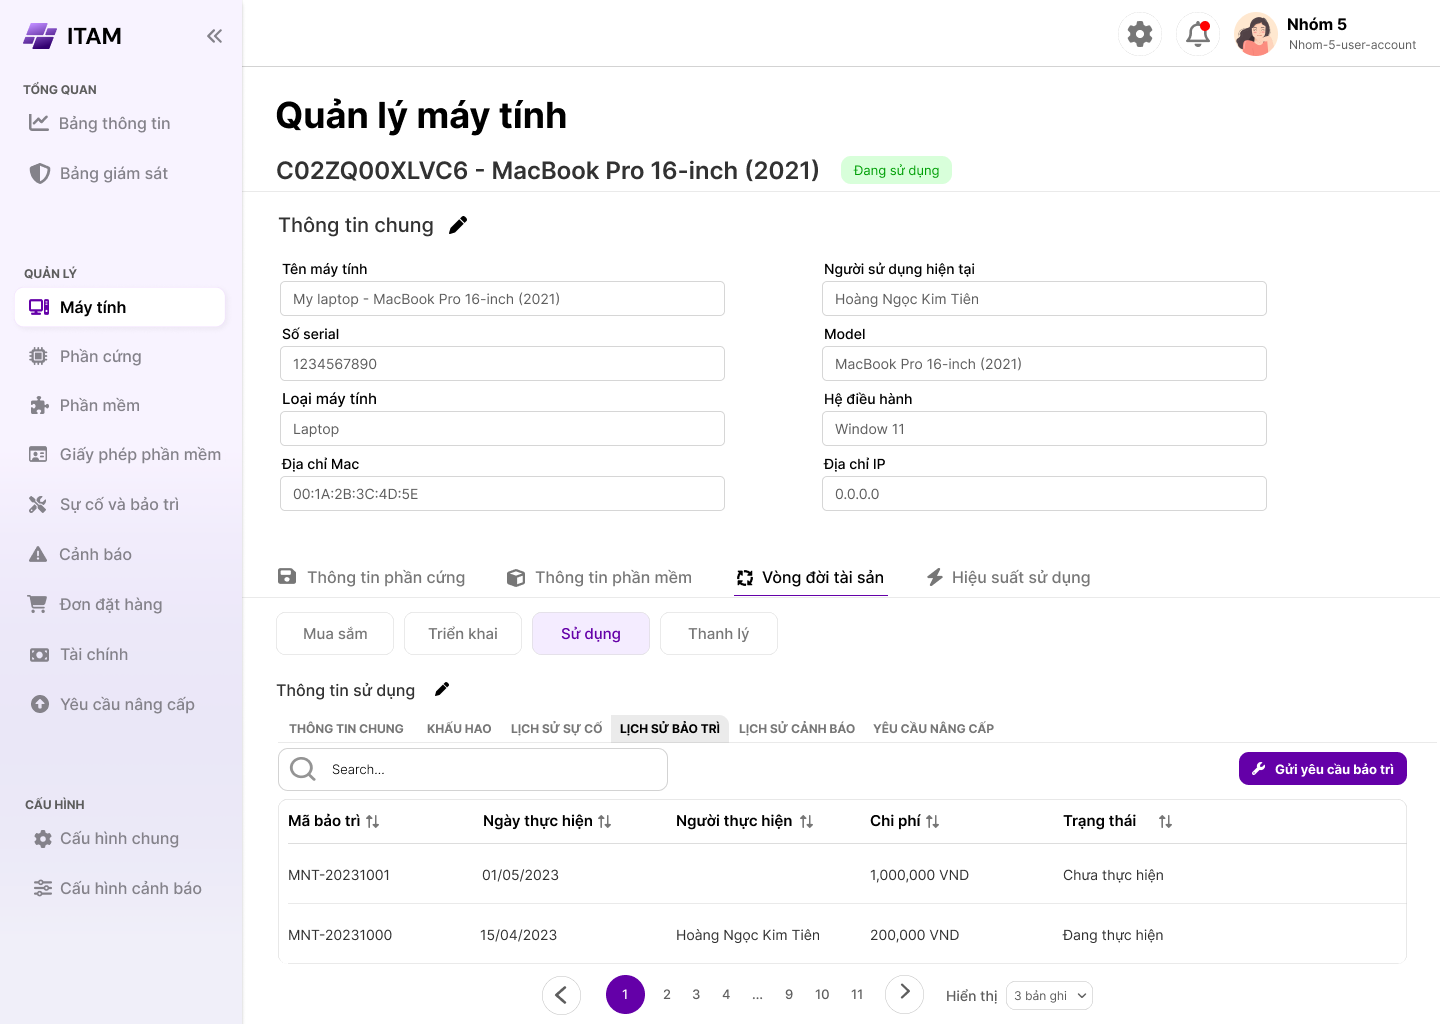 ITAM
TỔNG QUAN
Bảng thông tin
Bảng giám sát
QUẢN LÝ
Máy tính
Phần cứng
Phần mềm
Giấy phép phần mềm
Sự cố và bảo trì
Cảnh báo
Đơn đặt hàng
Tài chính
Yêu cầu nâng cấp
CẤU HÌNH
Cấu hình chung
Cấu hình cảnh báo
Nhóm 5
Nhom-5-user-account
Quản lý máy tính
C02ZQ00XLVC6 - MacBook Pro 16-inch (2021) Đang sử dụng
Thông tin chung
Tên máy tính Người sử dụng hiện tại
My laptop - MacBook Pro 16-inch (2021) Hoàng Ngọc Kim Tiên
Số serial Model
1234567890 MacBook Pro 16-inch (2021)
Loại máy tính Hệ điều hành
Laptop Window 11
Địa chỉ Mac Địa chỉ IP
00:1A:2B:3C:4D:5E 0.0.0.0
Thông tin phần cứng Thông tin phần mềm Vòng đời tài sản Hiệu suất sử dụng
Mua sắm Triển khai Sử dụng Thanh lý
Thông tin sử dụng
THÔNG TIN CHUNG KHẤU HAO LỊCH SỬ SỰ CỐ LỊCH SỬ BẢO TRÌ LỊCH SỬ CẢNH BÁO YÊU CẦU NÂNG CẤP
Search... Gửi yêu cầu bảo trì
Mã bảo trì Ngày thực hiện Người thực hiện Chi phí Trạng thái
MNT-20231001 01/05/2023 1,000,000 VND Chưa thực hiện
MNT-20231000 15/04/2023 Hoàng Ngọc Kim Tiên 200,000 VND Đang thực hiện
1 2 3 4 ... 9 10 11 Hiển thị 3 bản ghi